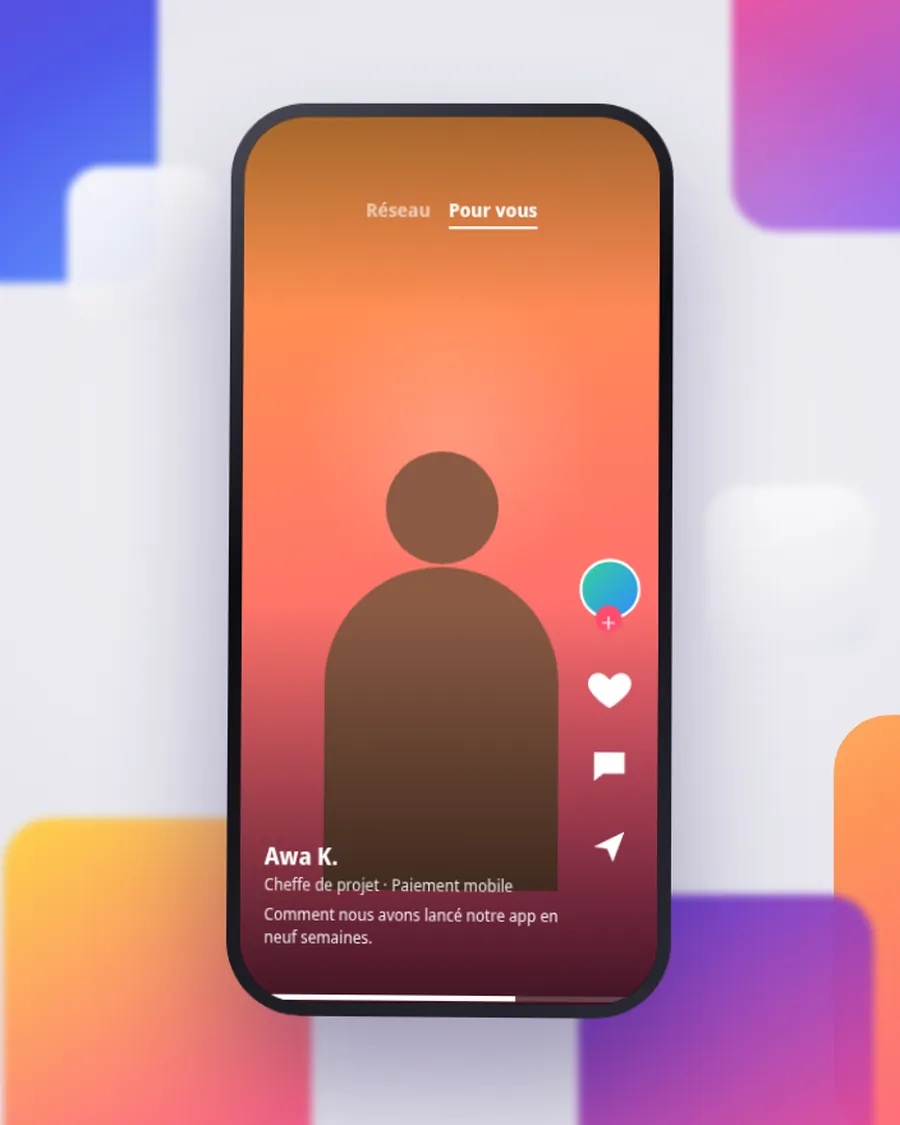 Réseau Pour vous
Awa K.
Cheffe de projet · Paiement mobile
Comment nous avons lancé notre app en
neuf semaines.